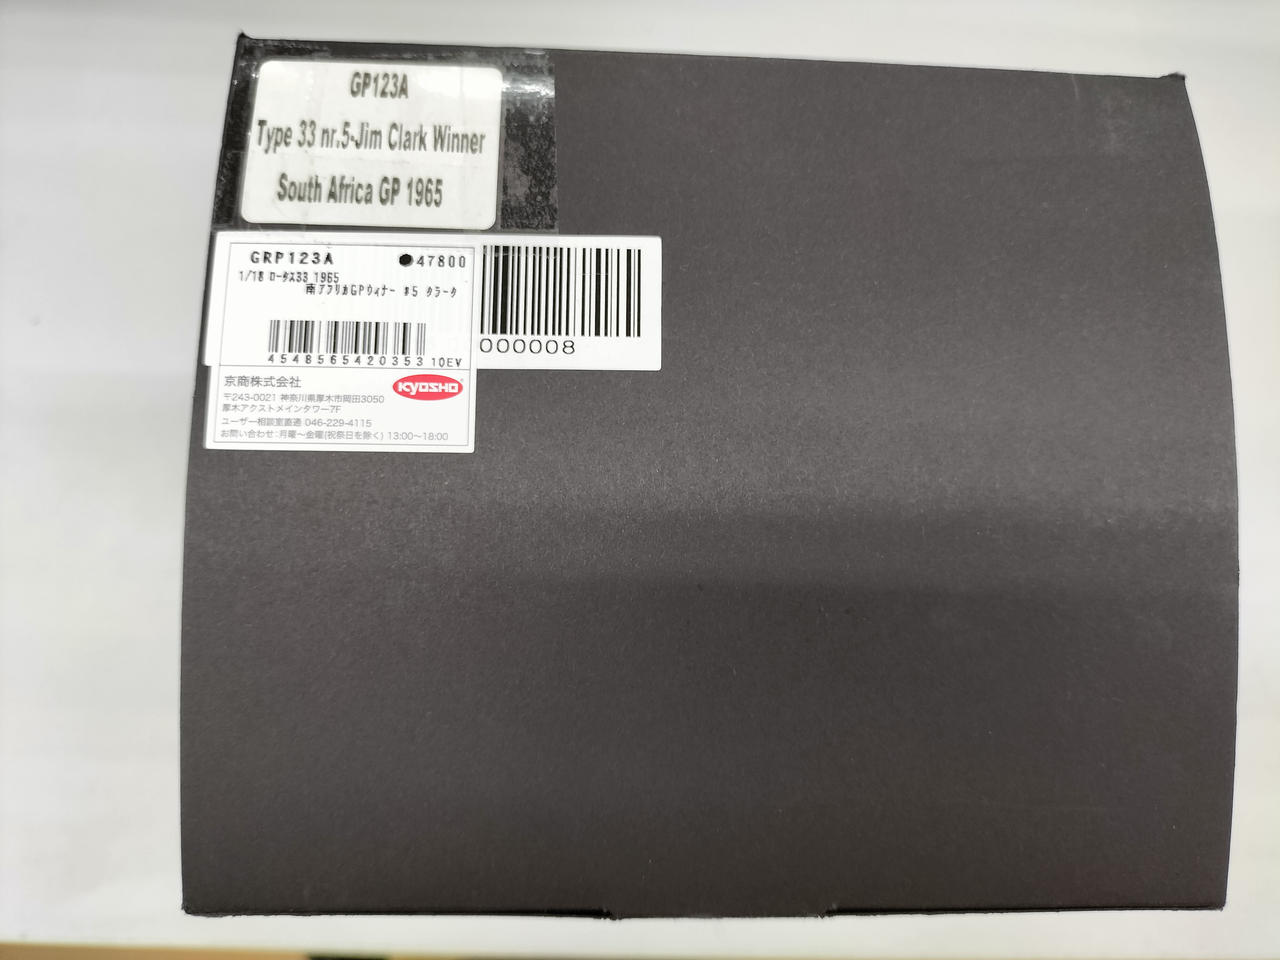 GP123A
Type 33 nr.5-Jim Clark Winner
South Africa GP 1965
GRP123A ●47800
1/18 ロータス33 1965
南アフリカGPウィナー #5 クラーク
4548565420353 10EV
000008
京商株式会社 KYOSHO
〒243-0021 神奈川県厚木市岡田3050
厚木アクストメインタワー7F
ユーザー相談室直通 046-229-4115
お問い合わせ:月曜〜金曜(祝祭日を除く) 13:00〜18:00